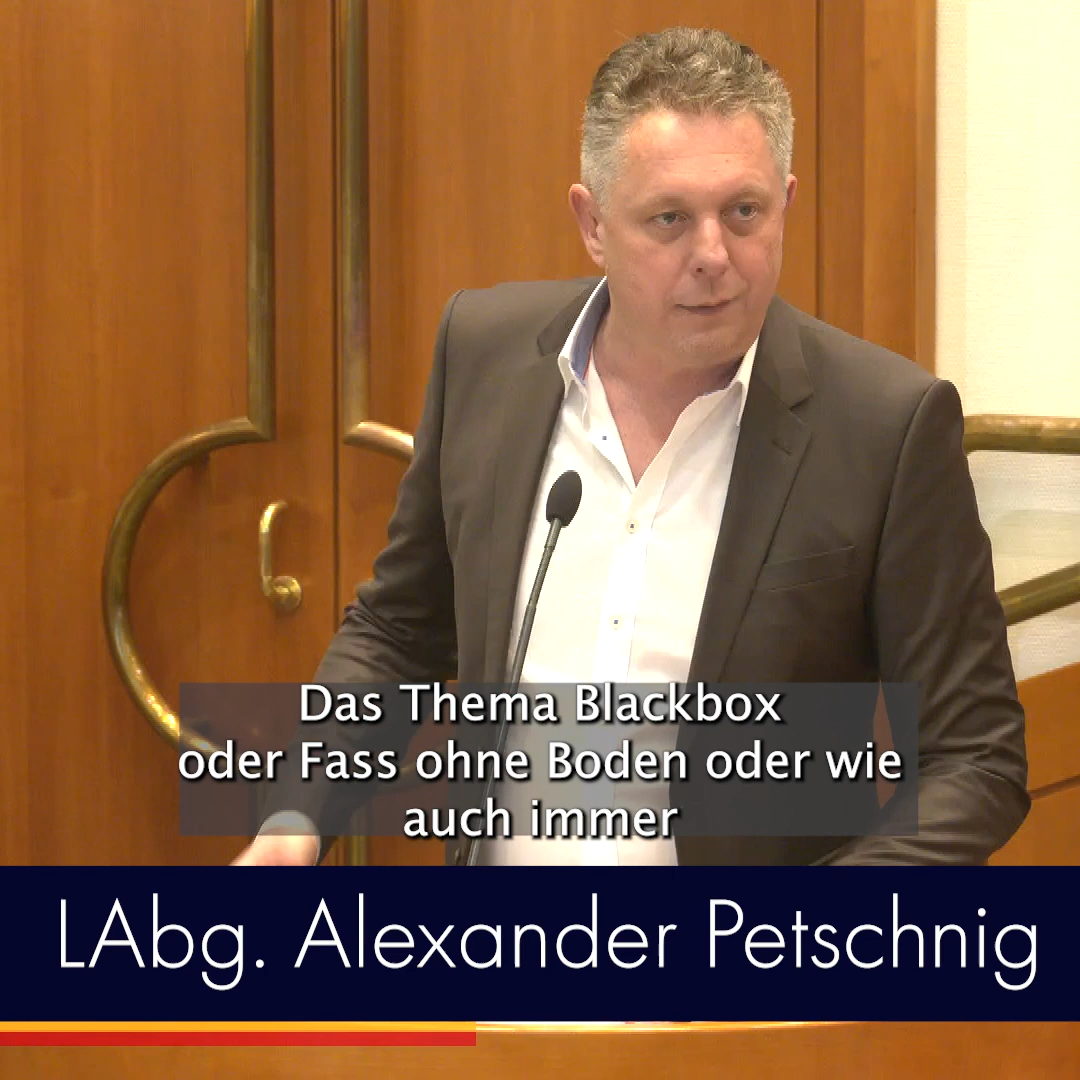 Das Thema Blackbox
oder Fass ohne Boden oder wie
auch immer
LAbg. Alexander Petschnig